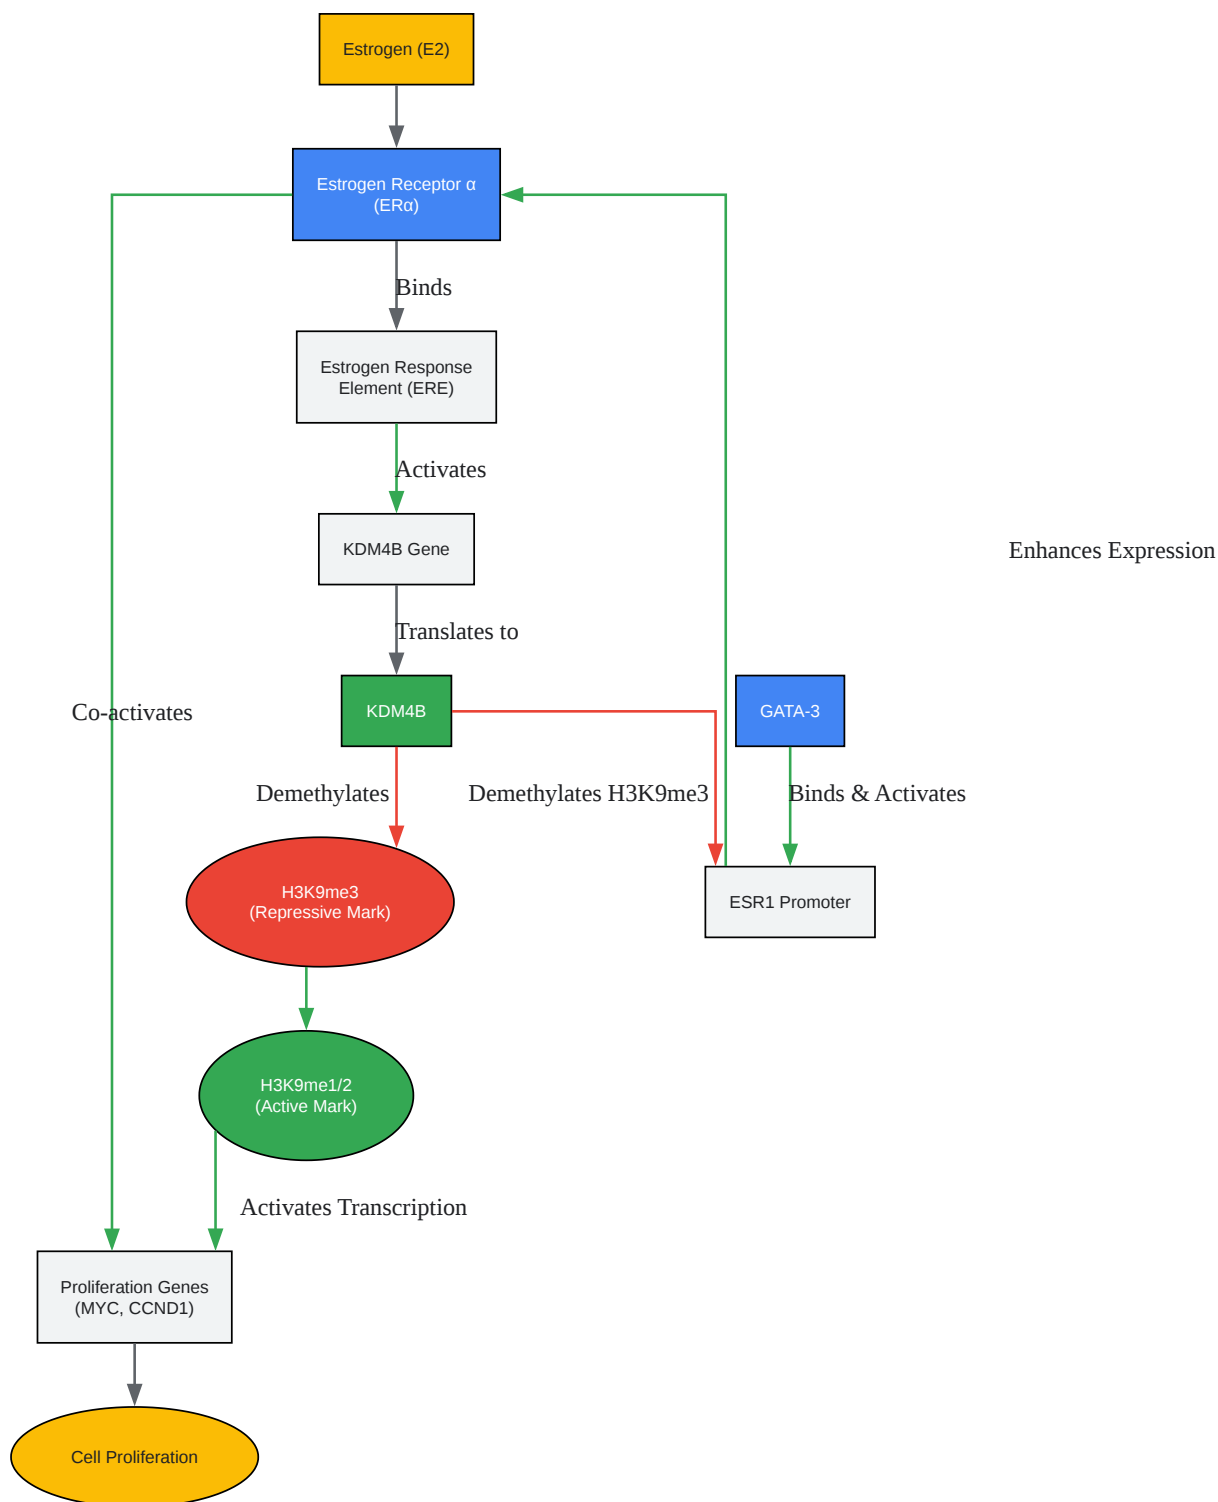 Estrogen (E2)
Estrogen Receptor α
(ERα)
Binds
Estrogen Response
Element (ERE)
Activates
KDM4B Gene
Enhances Expression
Translates to
Co-activates
KDM4B
GATA-3
Demethylates
Demethylates H3K9me3
Binds & Activates
H3K9me3
(Repressive Mark)
ESR1 Promoter
H3K9me1/2
(Active Mark)
Activates Transcription
Proliferation Genes
(MYC, CCND1)
Cell Proliferation